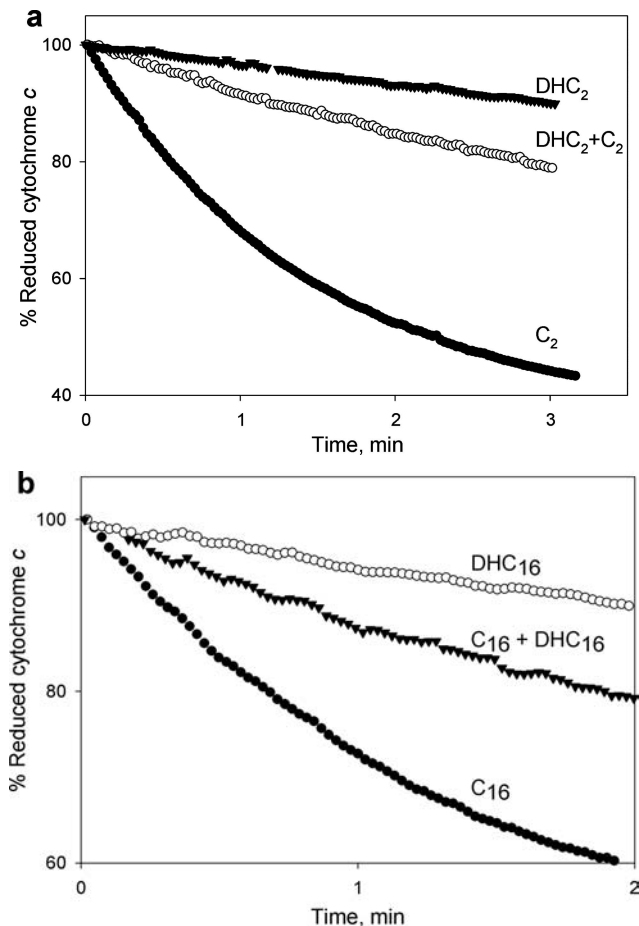 a
100
80
60
40
% Reduced cytochrome c
DHC2
DHC2+C2
C2
0
1
2
3
Time, min
b
100
80
60
% Reduced cytochrome c
DHC16
C16 + DHC16
C16
0
1
2
Time, min